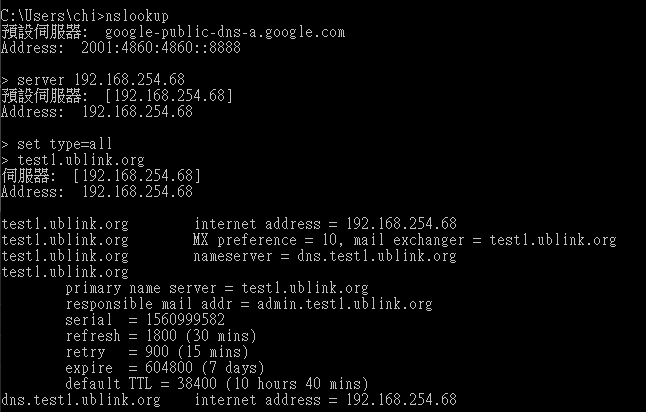 C:\Users\chi>nslookup
預設伺服器:  google-public-dns-a.google.com
Address:  2001:4860:4860::8888
> server 192.168.254.68
預設伺服器:  [192.168.254.68]
Address:  192.168.254.68
> set type=all
> test1.ublink.org
伺服器:  [192.168.254.68]
Address:  192.168.254.68
test1.ublink.org        internet address = 192.168.254.68
test1.ublink.org        MX preference = 10, mail exchanger = test1.ublink.org
test1.ublink.org        nameserver = dns.test1.ublink.org
test1.ublink.org
        primary name server = test1.ublink.org
        responsible mail addr = admin.test1.ublink.org
        serial  = 1560999582
        refresh = 1800 (30 mins)
        retry   = 900 (15 mins)
        expire  = 604800 (7 days)
        default TTL = 38400 (10 hours 40 mins)
dns.test1.ublink.org    internet address = 192.168.254.68